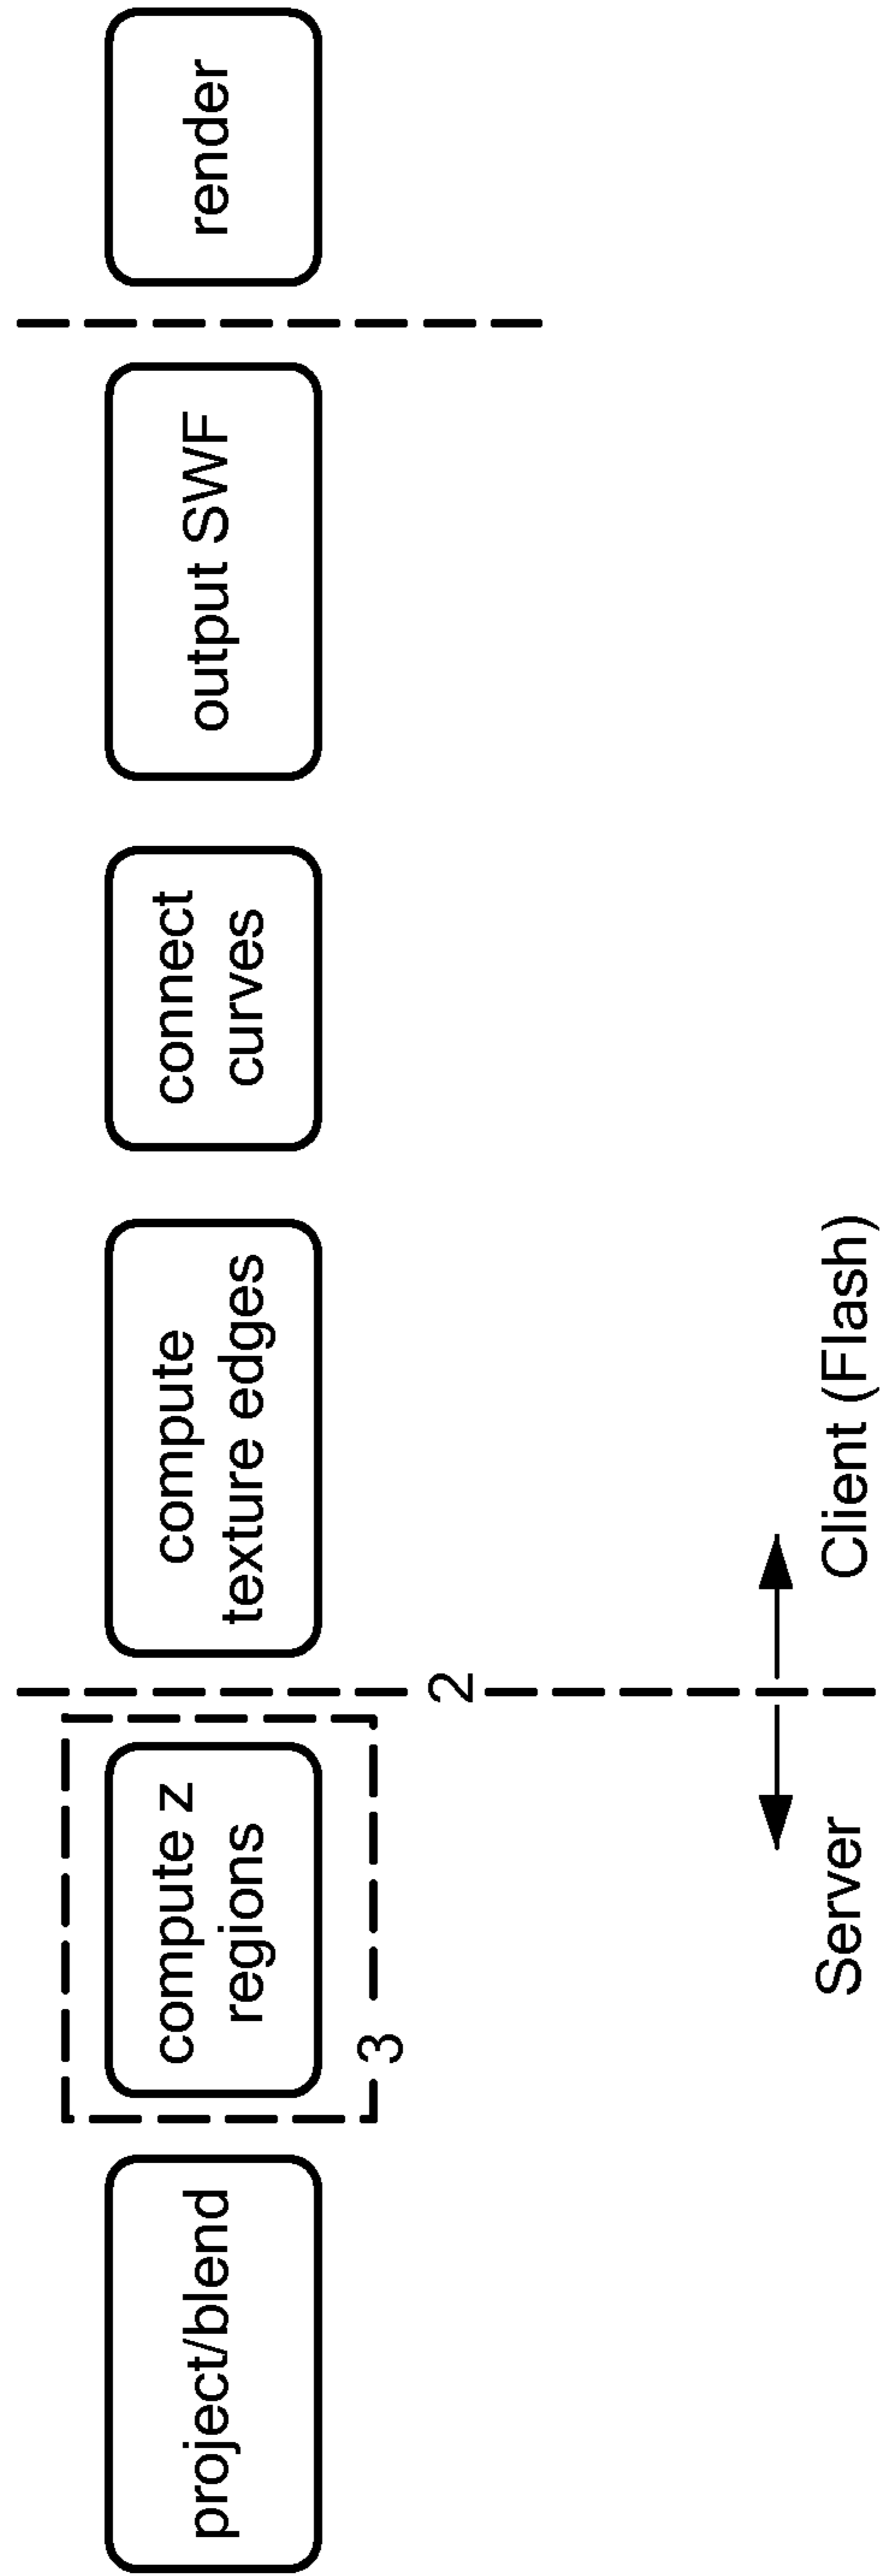 project/blend
compute z
regions
compute
texture edges
connect
curves
output SWF
render
3
2
Server
Client (Flash)